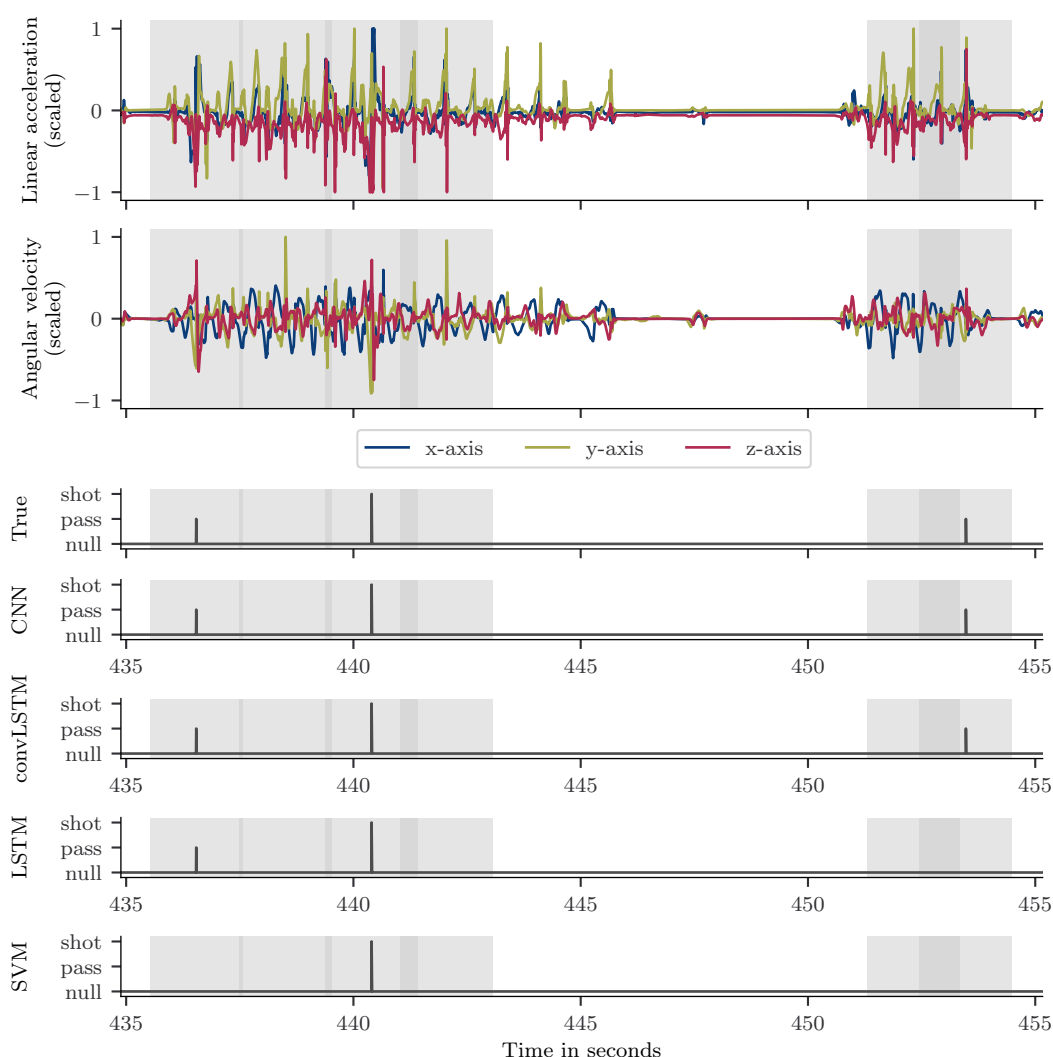 Linear acceleration
(scaled)
1
0
−1
Angular velocity
(scaled)
1
0
−1
x-axis y-axis z-axis
True
shot
pass
null
CNN
shot
pass
null
435 440 445 450 455
convLSTM
shot
pass
null
435 440 445 450 455
LSTM
shot
pass
null
435 440 445 450 455
SVM
shot
pass
null
435 440 445 450 455
Time in seconds